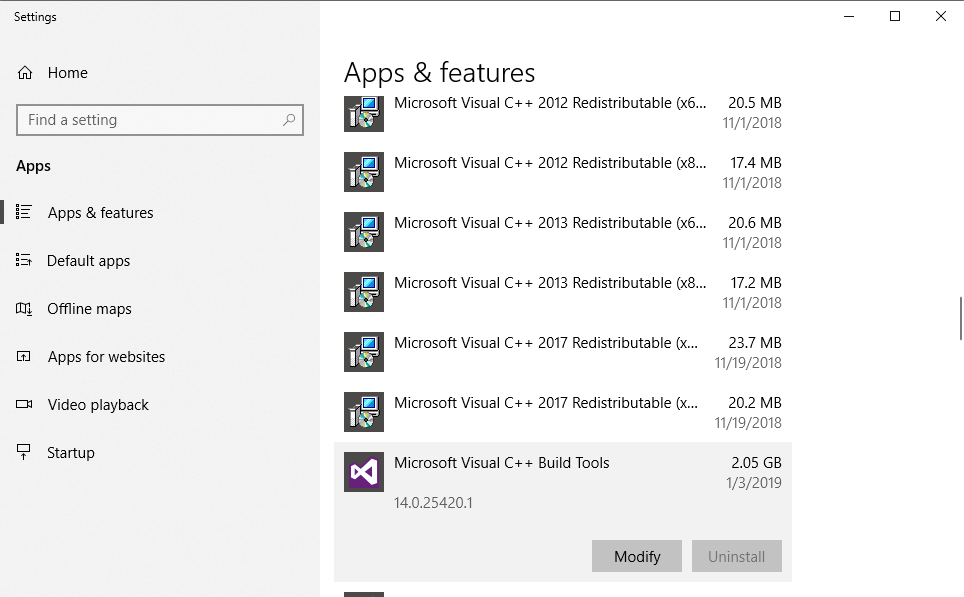 Settings
Home
Find a setting
Apps
Apps & features
Default apps
Offline maps
Apps for websites
Video playback
Startup
Apps & features
Microsoft Visual C++ 2012 Redistributable (x6... 20.5 MB
11/1/2018
Microsoft Visual C++ 2012 Redistributable (x8... 17.4 MB
11/1/2018
Microsoft Visual C++ 2013 Redistributable (x6... 20.6 MB
11/1/2018
Microsoft Visual C++ 2013 Redistributable (x8... 17.2 MB
11/1/2018
Microsoft Visual C++ 2017 Redistributable (x... 23.7 MB
11/19/2018
Microsoft Visual C++ 2017 Redistributable (x... 20.2 MB
11/19/2018
Microsoft Visual C++ Build Tools 2.05 GB
1/3/2019
14.0.25420.1
Modify Uninstall